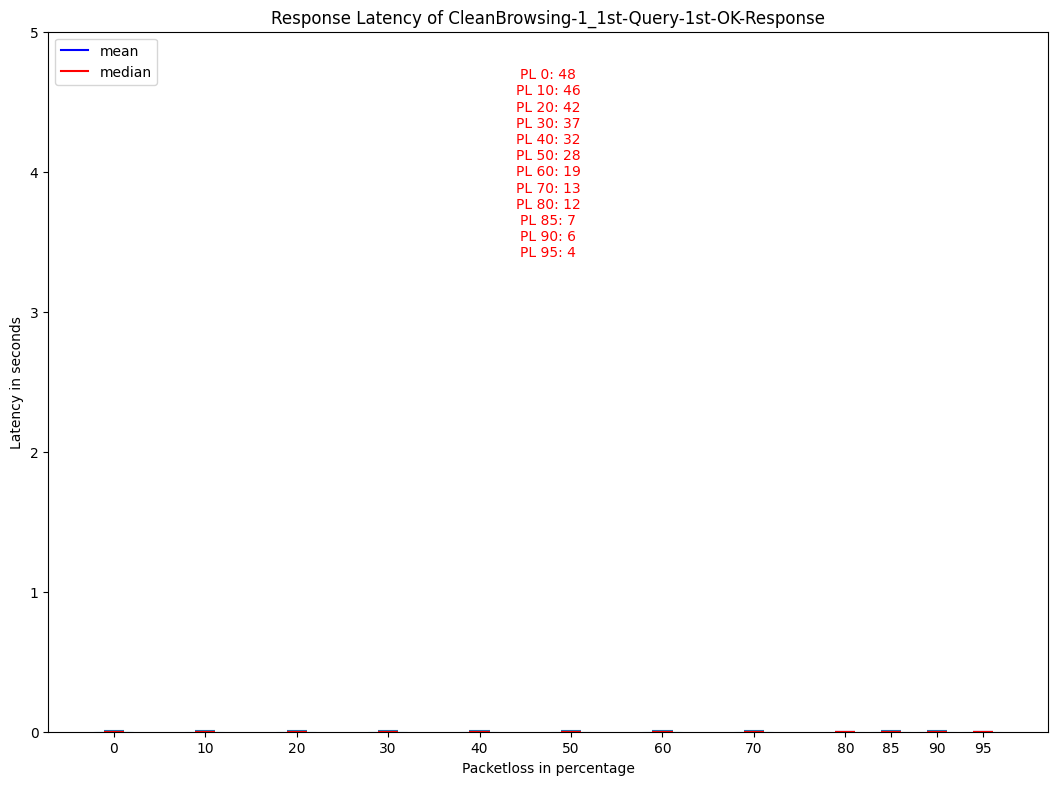 Response Latency of CleanBrowsing-1_1st-Query-1st-OK-Response
mean
median
PL 0: 48
PL 10: 46
PL 20: 42
PL 30: 37
PL 40: 32
PL 50: 28
PL 60: 19
PL 70: 13
PL 80: 12
PL 85: 7
PL 90: 6
PL 95: 4
Latency in seconds
5
4
3
2
1
0
0 10 20 30 40 50 60 70 80 85 90 95
Packetloss in percentage